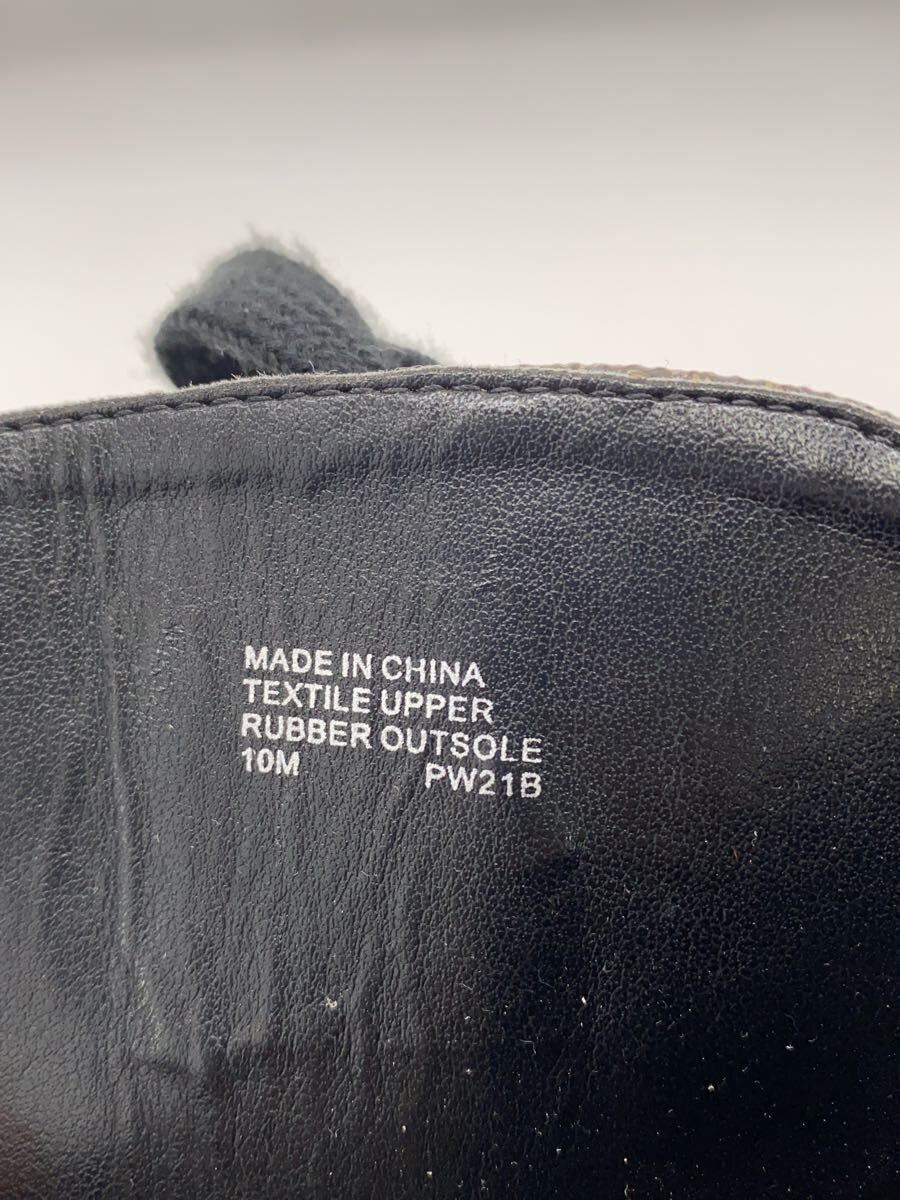 MADE IN CHINA
TEXTILE UPPER
RUBBER OUTSOLE
10M PW21B